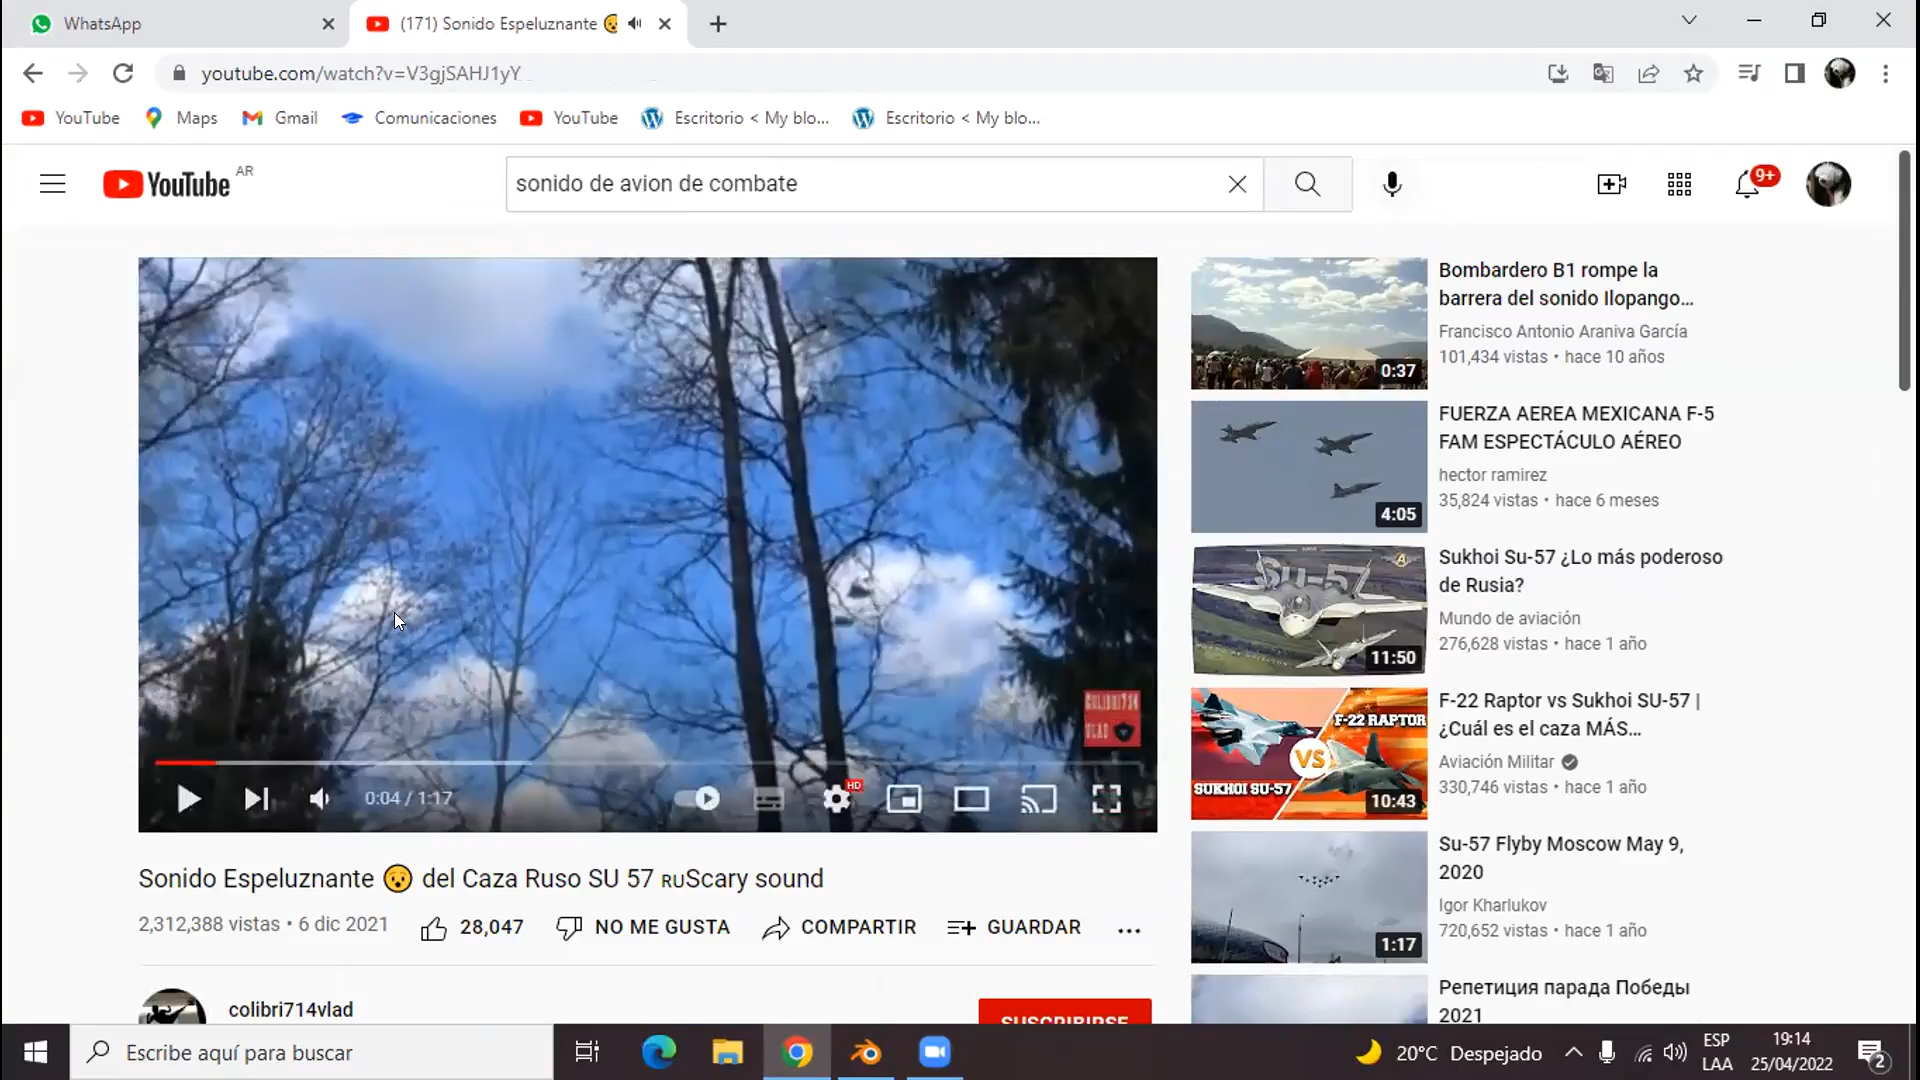 WhatsApp
(171) Sonido Espeluznante 😯
youtube.com/watch?v=V3gjSAHJ1yY
YouTube
Maps
Gmail
Comunicaciones
YouTube
Escritorio < My blo...
Escritorio < My blo...
YouTube AR
sonido de avion de combate
9+
Bombardero B1 rompe la
barrera del sonido Ilopango...
Francisco Antonio Araniva García
101,434 vistas • hace 10 años
0:37
FUERZA AEREA MEXICANA F-5
FAM ESPECTÁCULO AÉREO
hector ramirez
35,824 vistas • hace 6 meses
4:05
SU-57
Sukhoi Su-57 ¿Lo más poderoso
de Rusia?
Mundo de aviación
276,628 vistas • hace 1 año
11:50
F-22 RAPTOR
VS
SUKHOI SU-57
10:43
F-22 Raptor vs Sukhoi SU-57 |
¿Cuál es el caza MÁS...
Aviación Militar
330,746 vistas • hace 1 año
COLIBRI714
VLAD
HD
0:04 / 1:17
Su-57 Flyby Moscow May 9,
2020
Igor Kharlukov
720,652 vistas • hace 1 año
1:17
Sonido Espeluznante 😯 del Caza Ruso SU 57 RUScary sound
2,312,388 vistas • 6 dic 2021
28,047
NO ME GUSTA
COMPARTIR
GUARDAR
Репетиция парада Победы
2021
colibri714vlad
SUSCRIBIRSE
Escribe aquí para buscar
20°C Despejado
ESP
LAA
19:14
25/04/2022
2